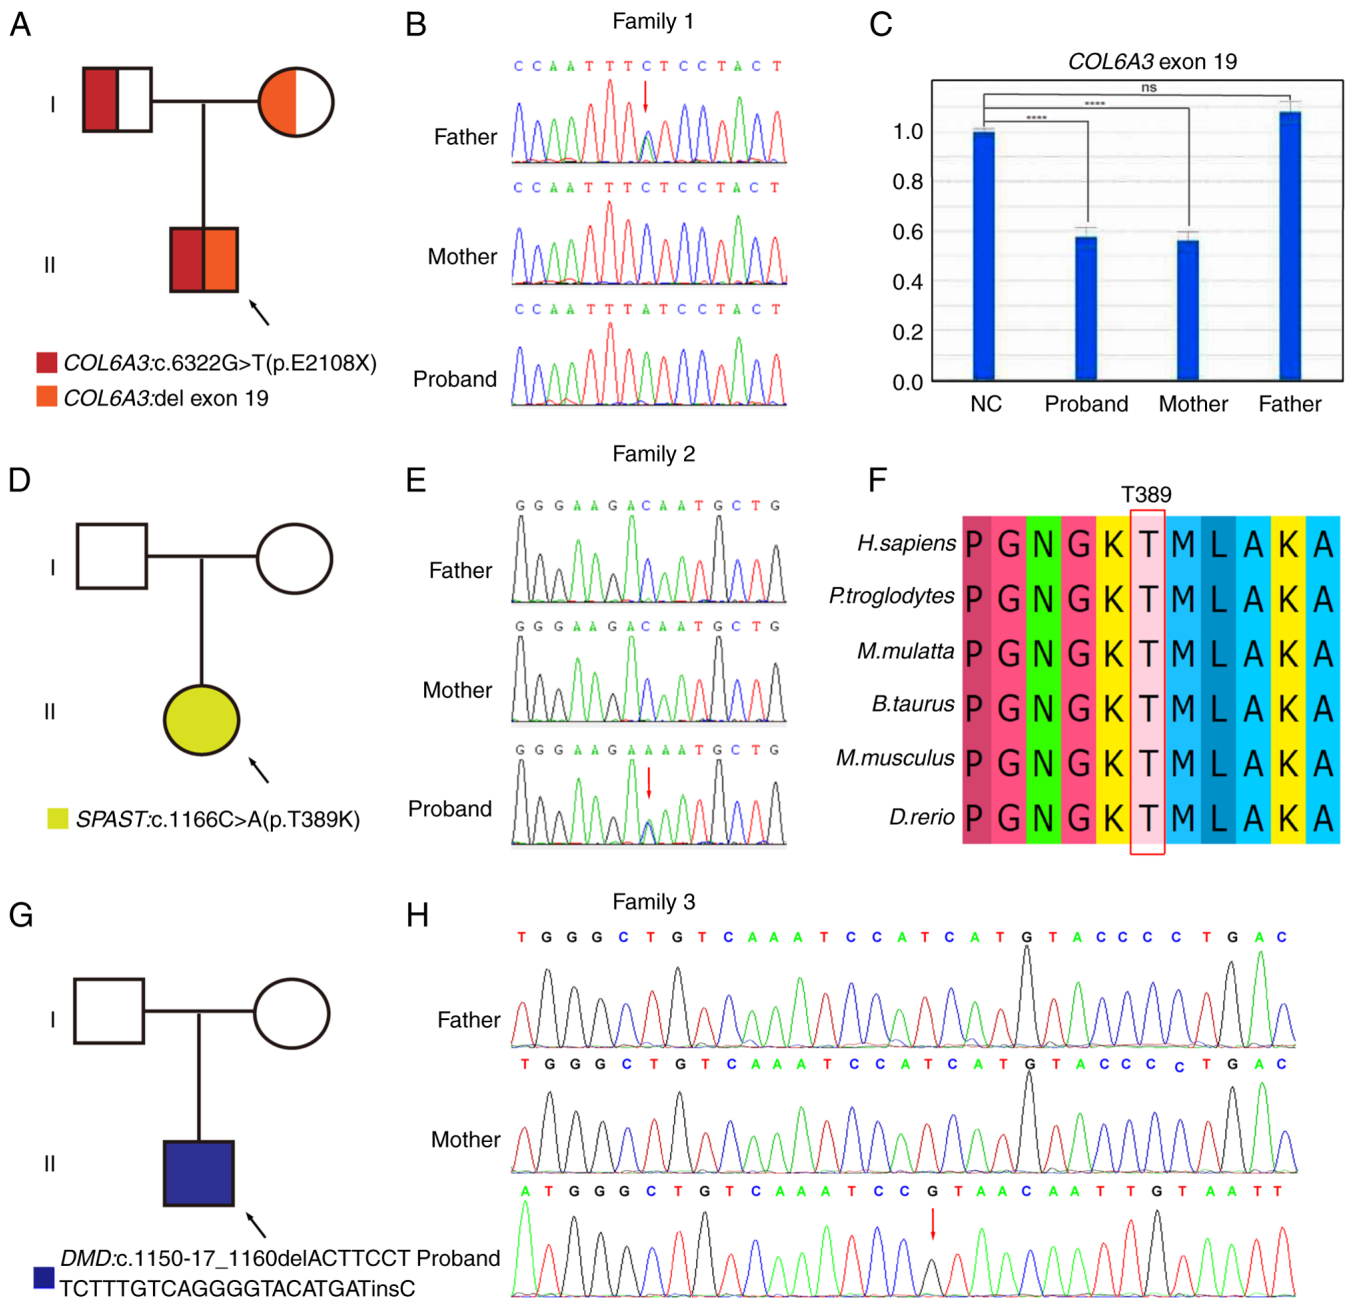 A
I
II
COL6A3:c.6322G>T(p.E2108X)
COL6A3:del exon 19
B
Family 1
C C A A T T T C T C C T A C T
Father
C C A A T T T C T C C T A C T
Mother
C C A A T T T A T C C T A C T
Proband
C
COL6A3 exon 19
ns
****
****
1.0
0.8
0.6
0.4
0.2
0.0
NC Proband Mother Father
D
I
II
SPAST:c.1166C>A(p.T389K)
E
Family 2
G G G A A G A C A A T G C T G
Father
G G G A A G A C A A T G C T G
Mother
G G G A A G A A A A T G C T G
Proband
F
T389
H.sapiens P G N G K T M L A K A
P.troglodytes P G N G K T M L A K A
M.mulatta P G N G K T M L A K A
B.taurus P G N G K T M L A K A
M.musculus P G N G K T M L A K A
D.rerio P G N G K T M L A K A
G
I
II
DMD:c.1150-17_1160delACTTCCT
TCTTTGTCAGGGGTACATGATinsC
H
Family 3
T G G G C T G T C A A A T C C A T C A T G T A C C C C T G A C
Father
T G G G C T G T C A A A T C C A T C A T G T A C C C C T G A C
Mother
A T G G G C T G T C A A A T C C G T A A C A A T T G T A A T T
Proband